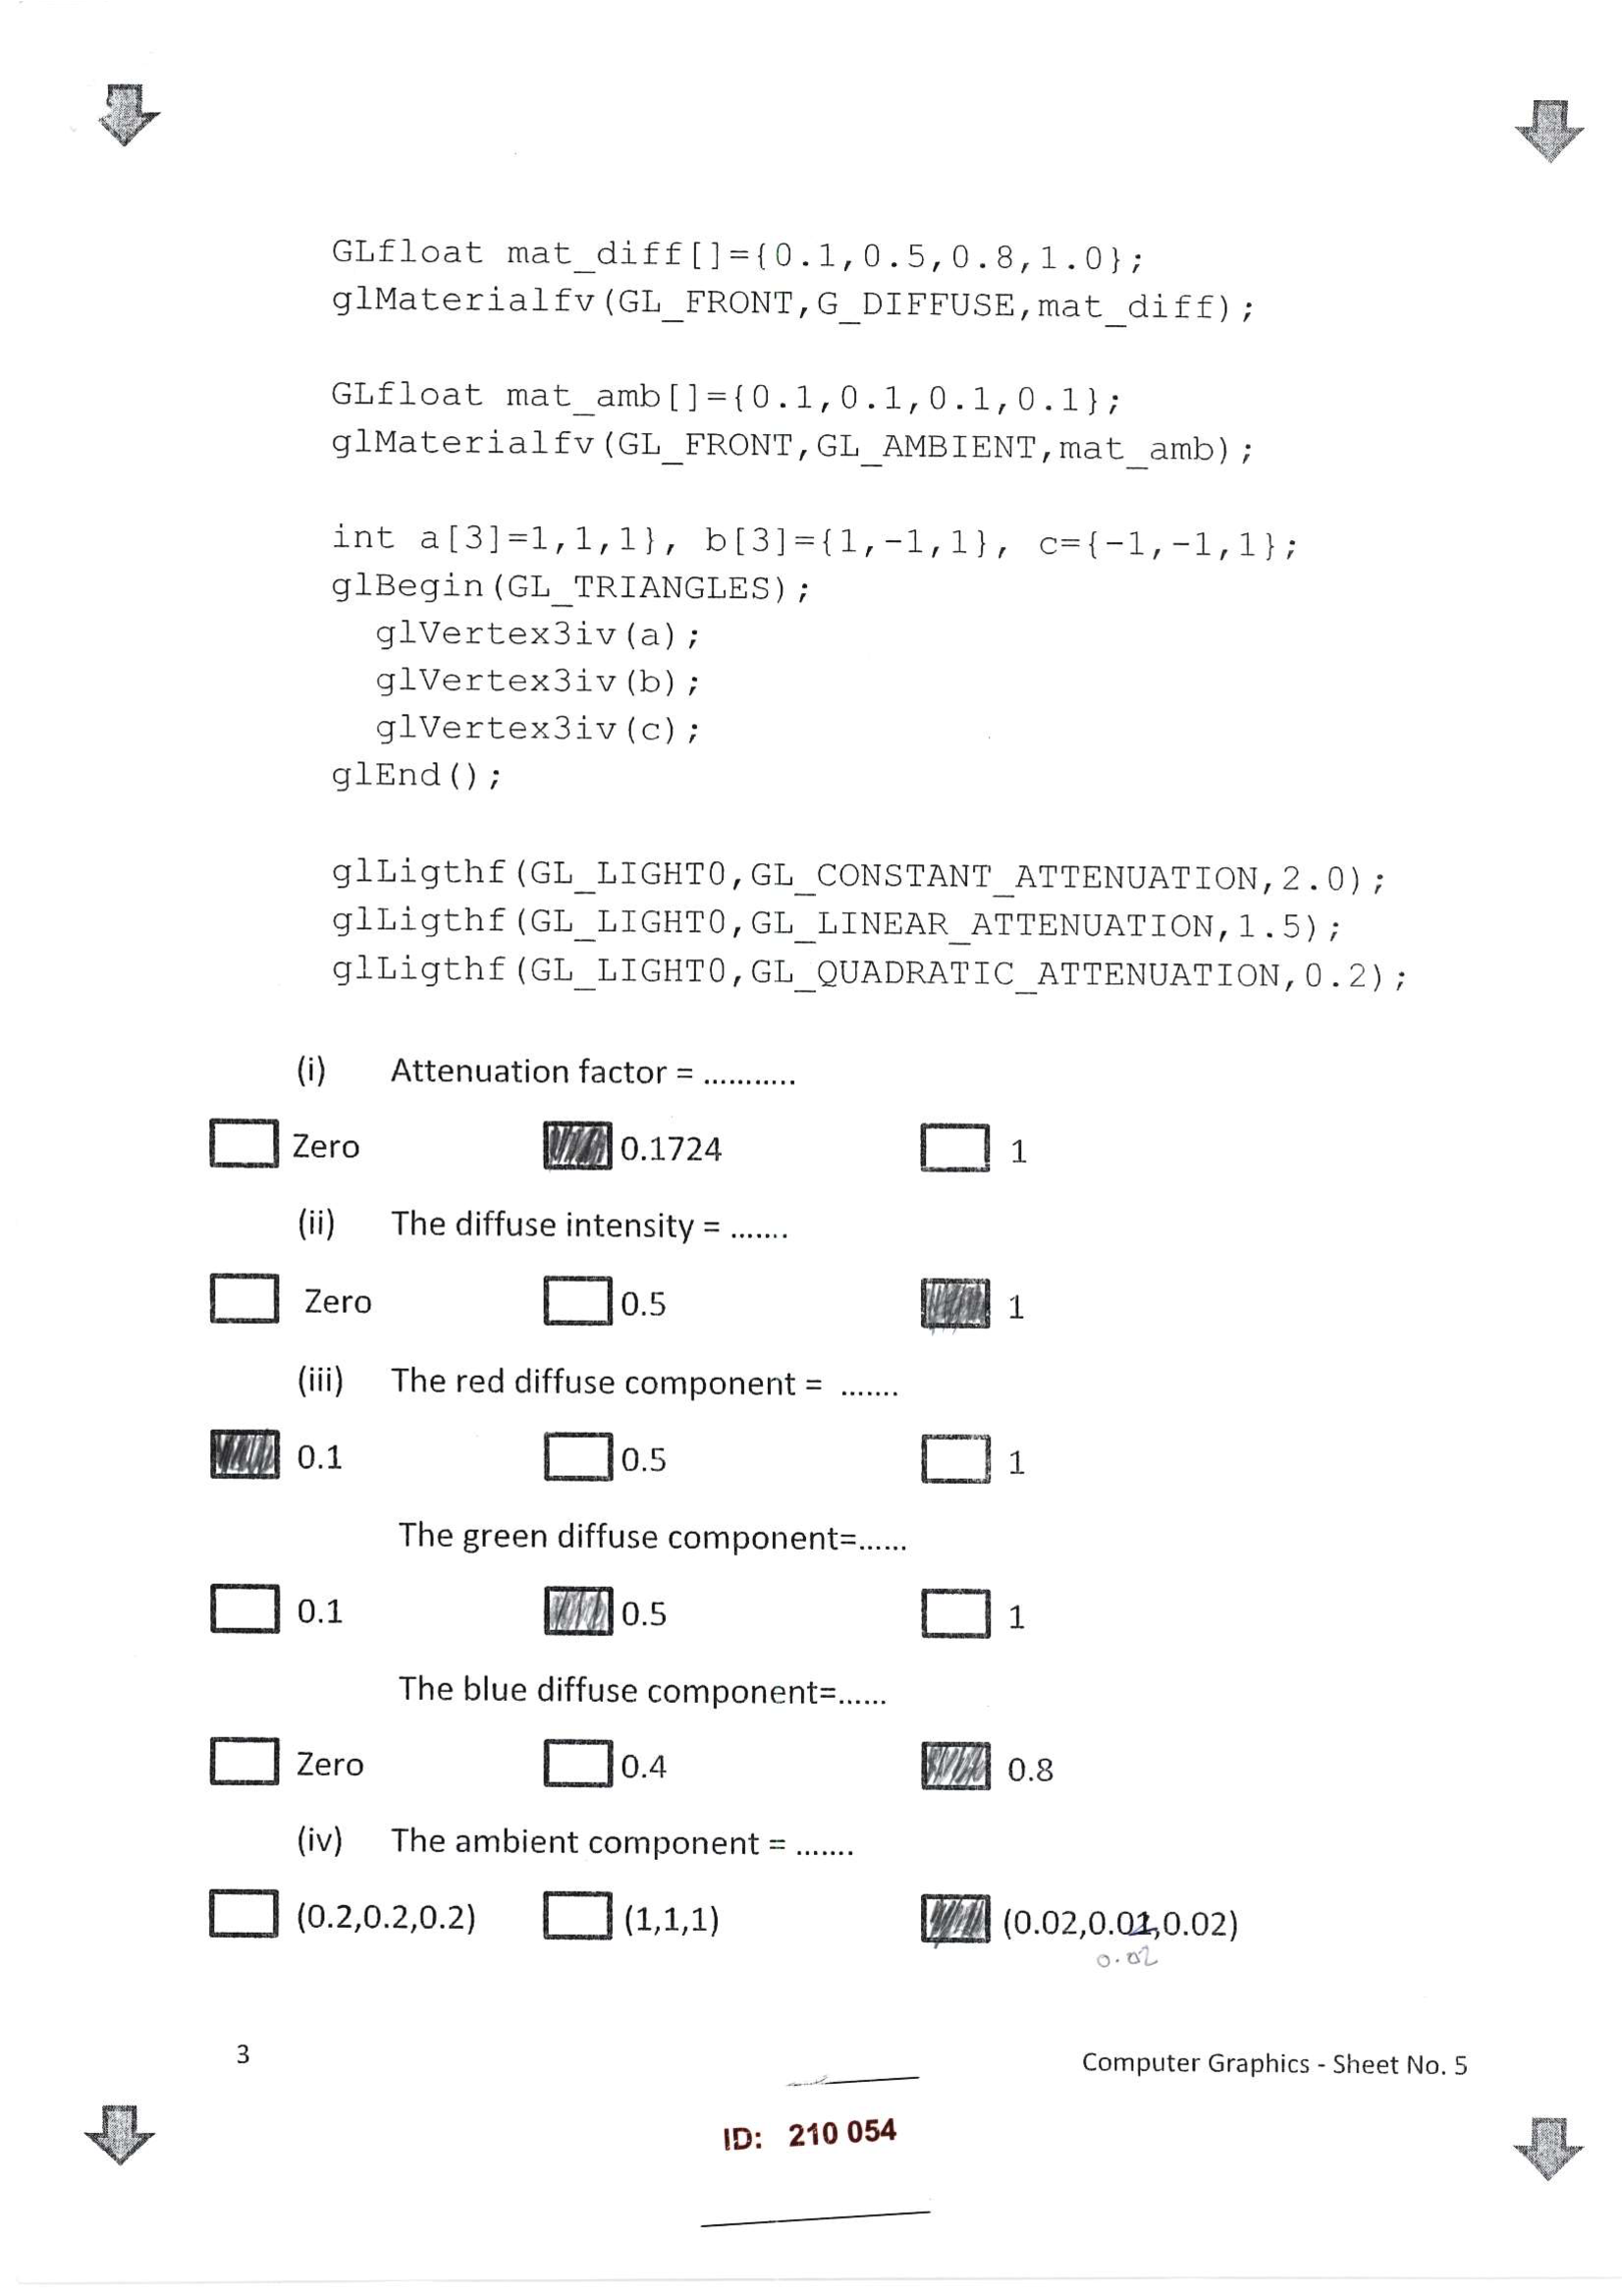 GLfloat mat_diff[]={0.1,0.5,0.8,1.0};
glMaterialfv(GL_FRONT,G_DIFFUSE,mat_diff);
GLfloat mat_amb[]={0.1,0.1,0.1,0.1};
glMaterialfv(GL_FRONT,GL_AMBIENT,mat_amb);
int a[3]=1,1,1}, b[3]={1,-1,1}, c={-1,-1,1};
glBegin(GL_TRIANGLES);
glVertex3iv(a);
glVertex3iv(b);
glVertex3iv(c);
glEnd();
glLigthf(GL_LIGHT0,GL_CONSTANT_ATTENUATION,2.0);
glLigthf(GL_LIGHT0,GL_LINEAR_ATTENUATION,1.5);
glLigthf(GL_LIGHT0,GL_QUADRATIC_ATTENUATION,0.2);
(i) Attenuation factor = ...........
Zero 0.1724 1
(ii) The diffuse intensity = .......
Zero 0.5 1
(iii) The red diffuse component = .......
0.1 0.5 1
The green diffuse component=......
0.1 0.5 1
The blue diffuse component=......
Zero 0.4 0.8
(iv) The ambient component = .......
(0.2,0.2,0.2) (1,1,1) (0.02,0.02,0.02)
0.02
3 Computer Graphics - Sheet No. 5
ID: 210 054